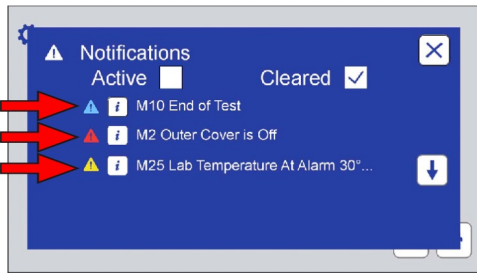 Notifications
Active Cleared
i M10 End of Test
i M2 Outer Cover is Off
i M25 Lab Temperature At Alarm 30°...